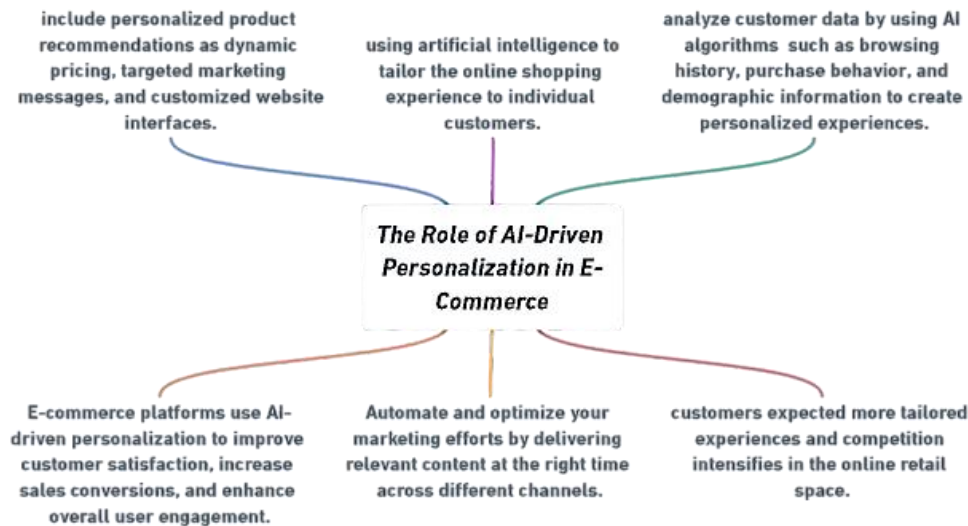 include personalized product
recommendations as dynamic
pricing, targeted marketing
messages, and customized website
interfaces.
using artificial intelligence to
tailor the online shopping
experience to individual
customers.
analyze customer data by using AI
algorithms such as browsing
history, purchase behavior, and
demographic information to create
personalized experiences.
The Role of AI-Driven
Personalization in E-
Commerce
E-commerce platforms use AI-
driven personalization to improve
customer satisfaction, increase
sales conversions, and enhance
overall user engagement.
Automate and optimize your
marketing efforts by delivering
relevant content at the right time
across different channels.
customers expected more tailored
experiences and competition
intensifies in the online retail
space.